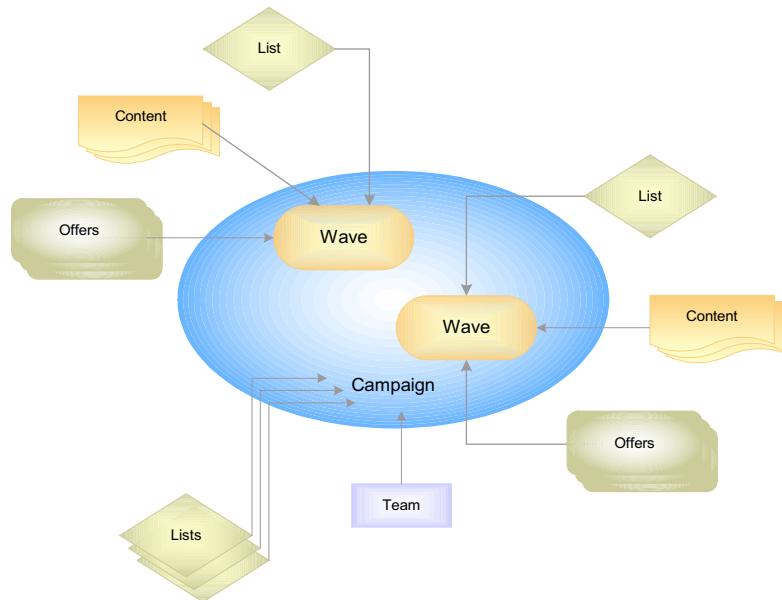 List
Content
List
Offers
Wave
Content
Wave
Campaign
Offers
Team
Lists